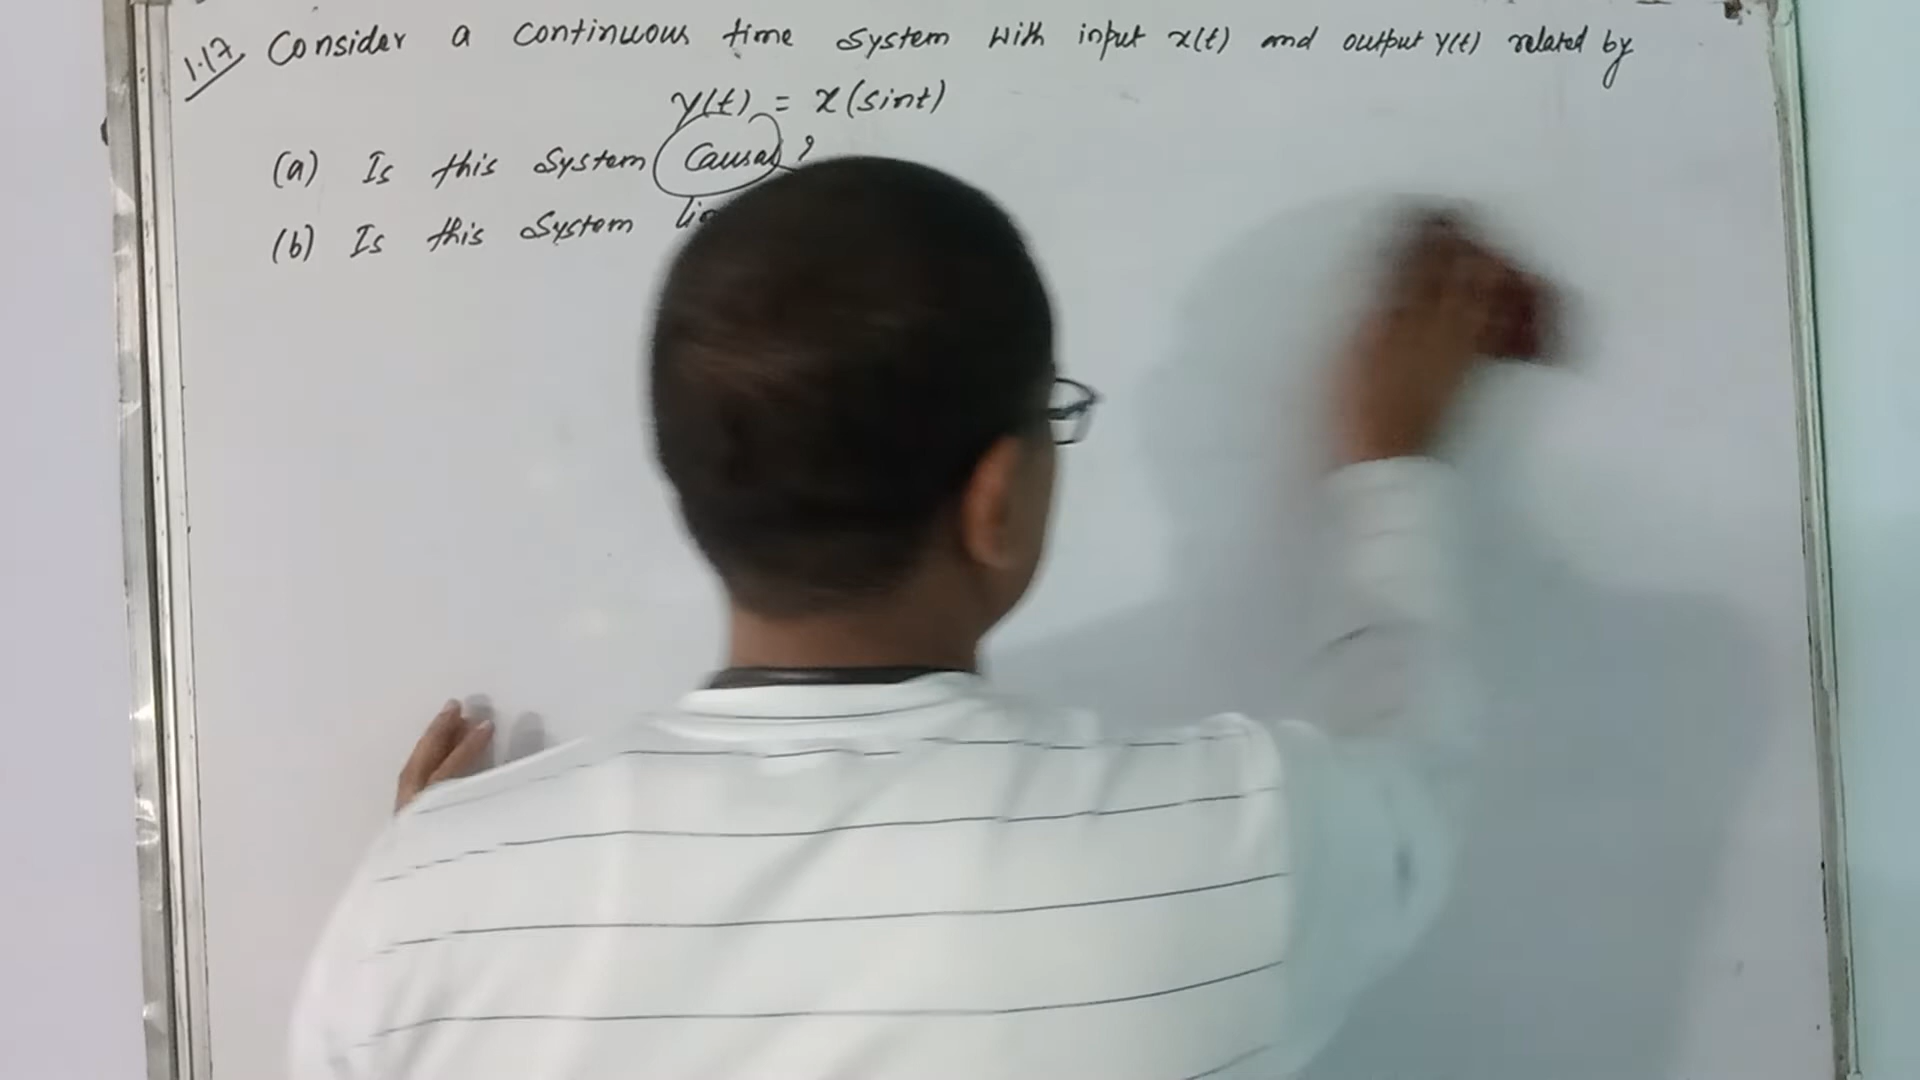 1.17 Consider a continuous time system with input x(t) and output y(t) related by
y(t) = x(sint)
(a) Is this system Causal?
(b) Is this system